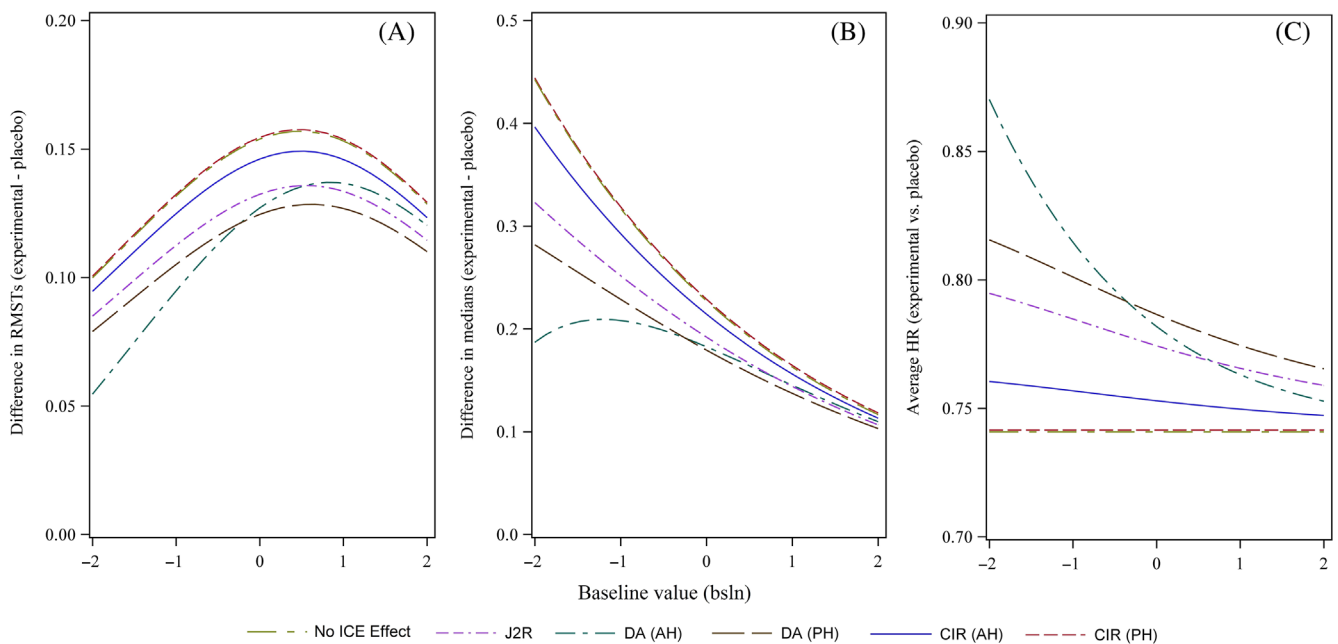 (A)
Difference in RMSTs (experimental - placebo)
0.20
0.15
0.10
0.05
0.00
−2 −1 0 1 2
(B)
Difference in medians (experimental - placebo)
0.5
0.4
0.3
0.2
0.1
0.0
−2 −1 0 1 2
(C)
Average HR (experimental vs. placebo)
0.90
0.85
0.80
0.75
0.70
−2 −1 0 1 2
Baseline value (bsln)
No ICE Effect J2R DA (AH) DA (PH) CIR (AH) CIR (PH)